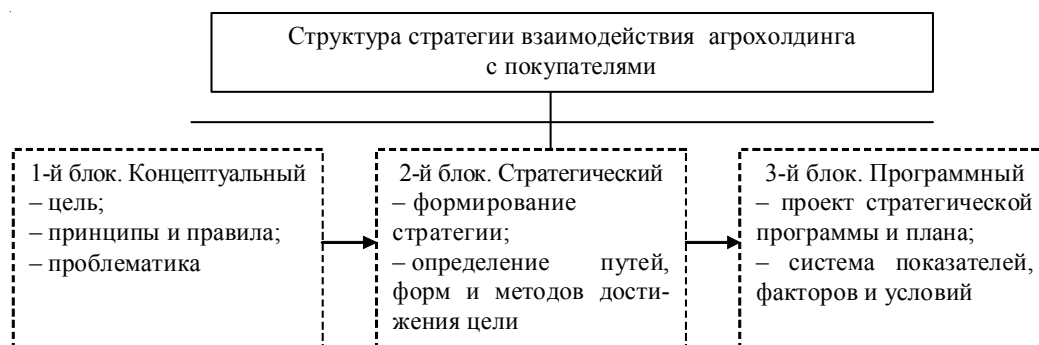 Структура стратегии взаимодействия агрохолдинга
с покупателями
1-й блок. Концептуальный
– цель;
– принципы и правила;
– проблематика
2-й блок. Стратегический
– формирование
стратегии;
– определение путей,
форм и методов дости-
жения цели
3-й блок. Программный
– проект стратегической
программы и плана;
– система показателей,
факторов и условий